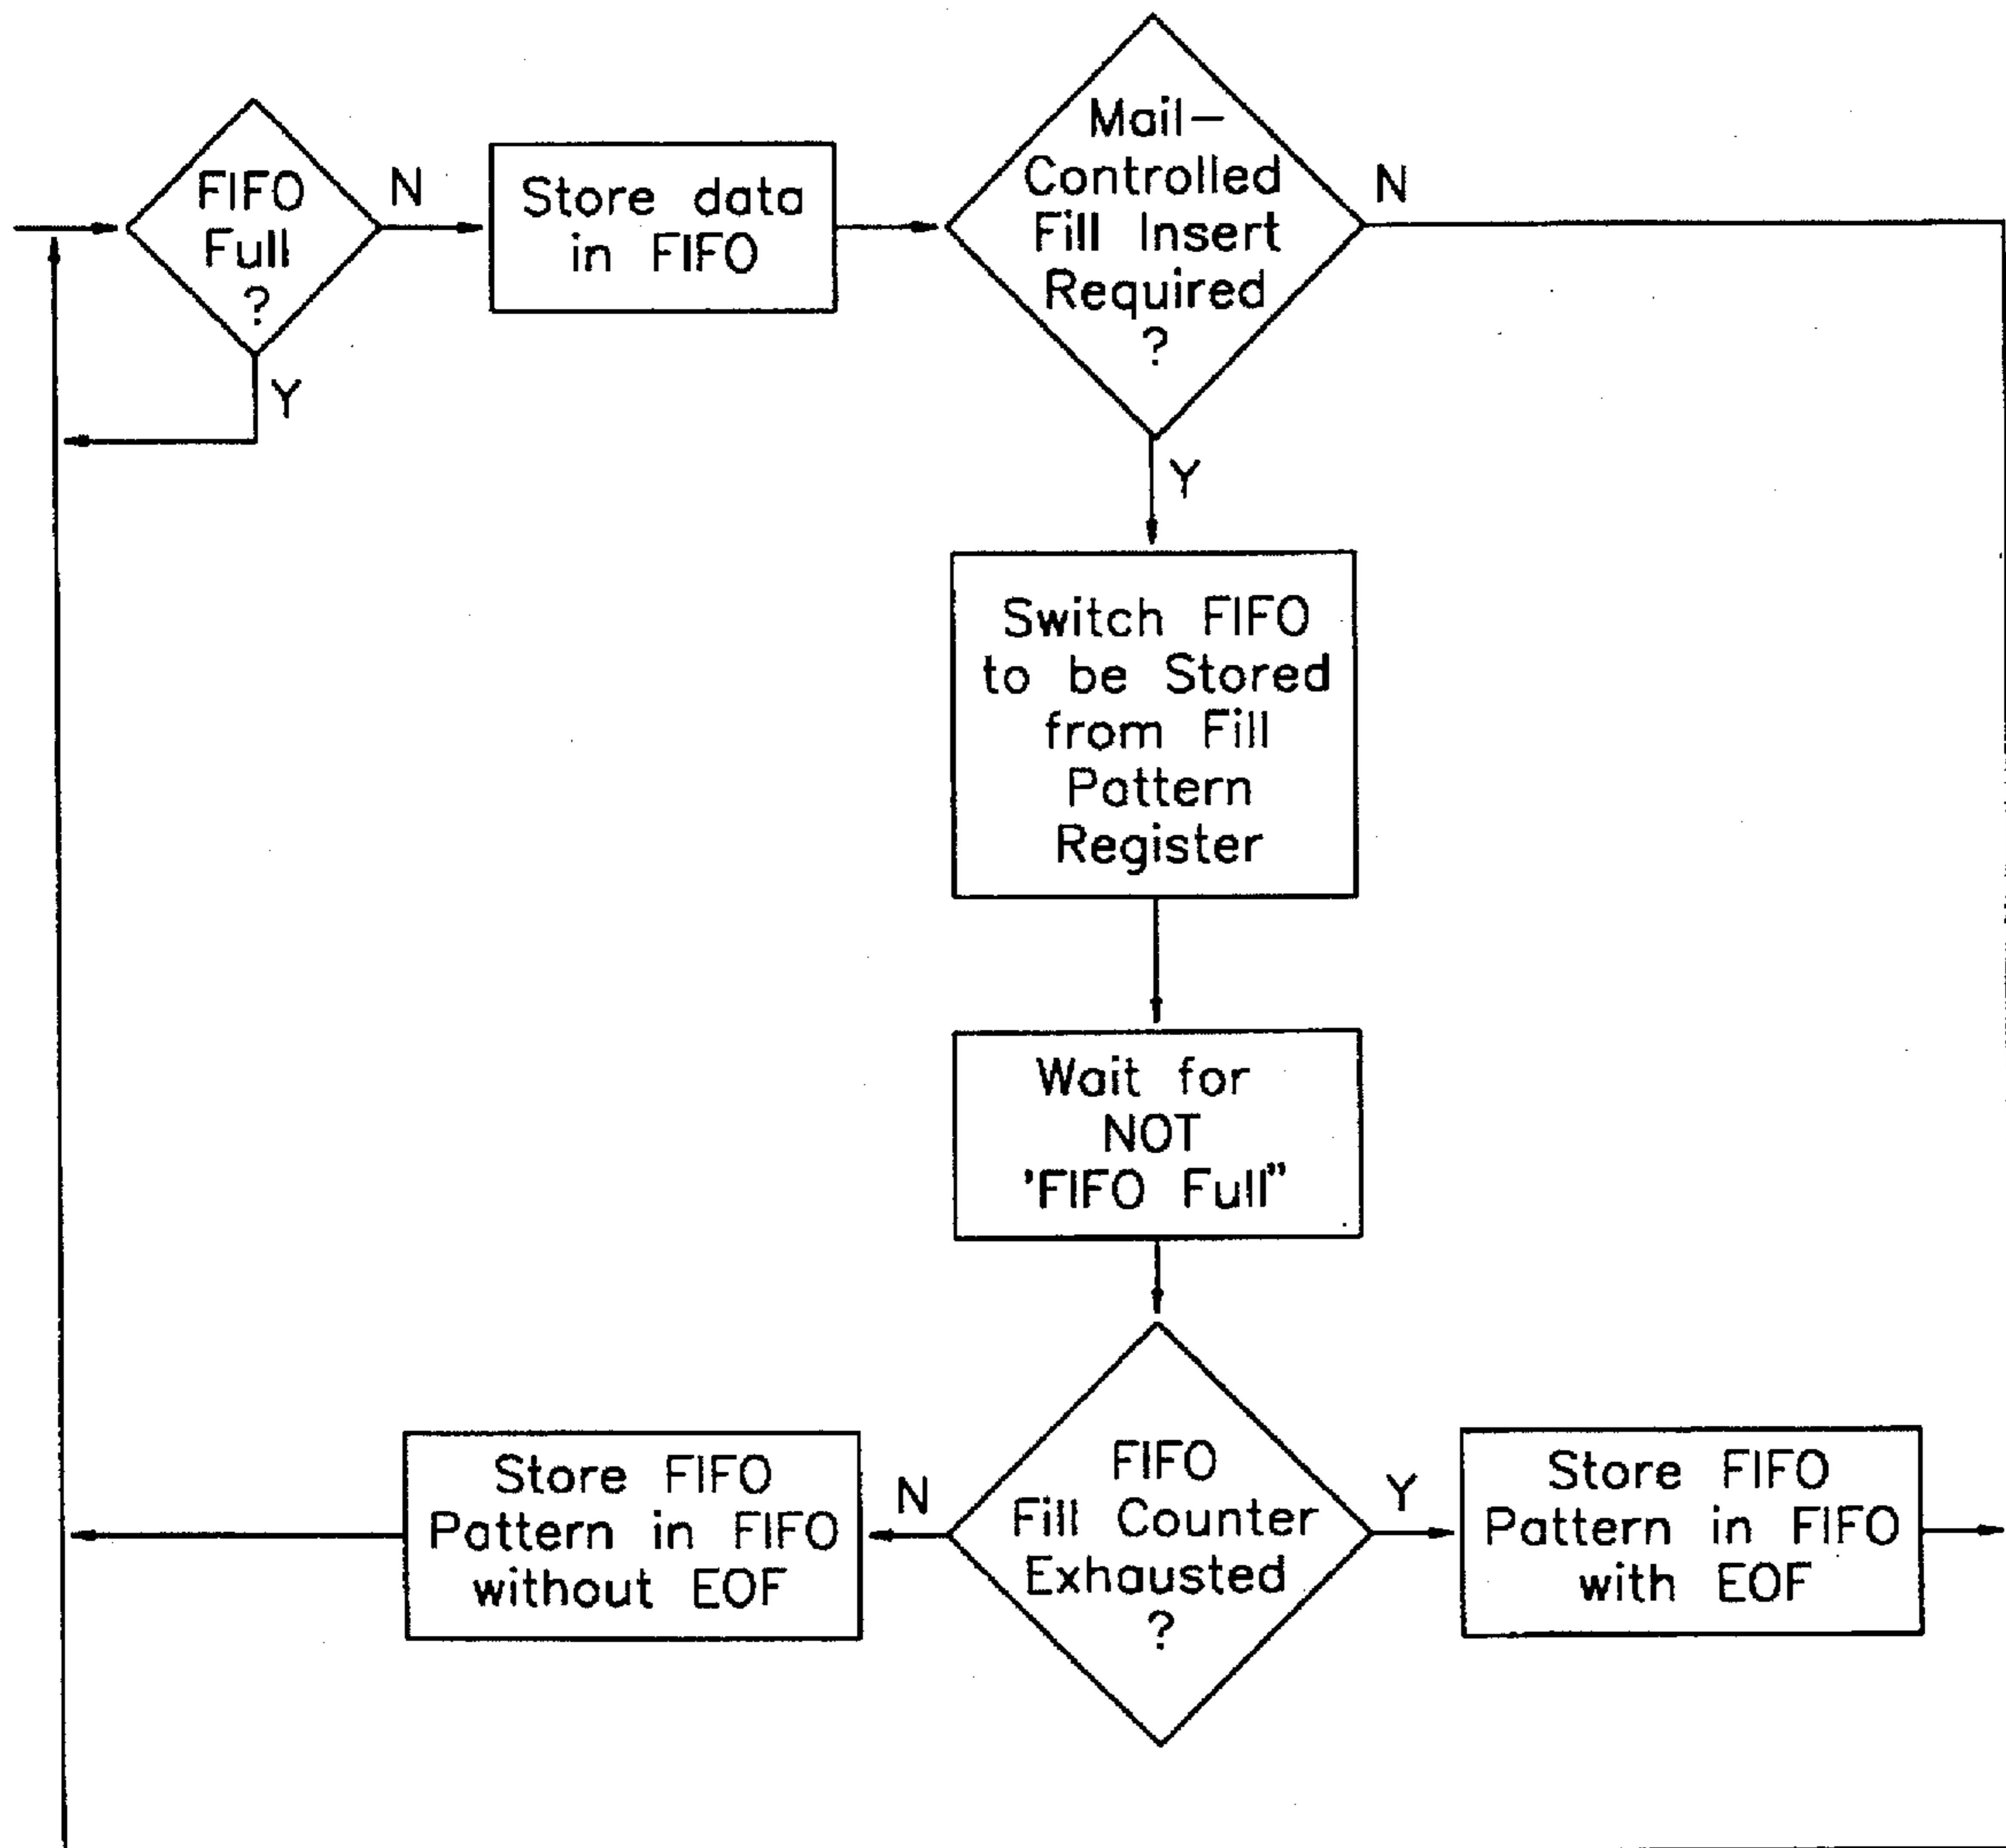 FIFO
Full
?
N
Y
Store data
in FIFO
Mail-
Controlled
Fill Insert
Required
?
N
Y
Switch FIFO
to be Stored
from Fill
Pattern
Register
Wait for
NOT
'FIFO Full"
FIFO
Fill Counter
Exhausted
?
N
Y
Store FIFO
Pattern in FIFO
without EOF
Store FIFO
Pattern in FIFO
with EOF